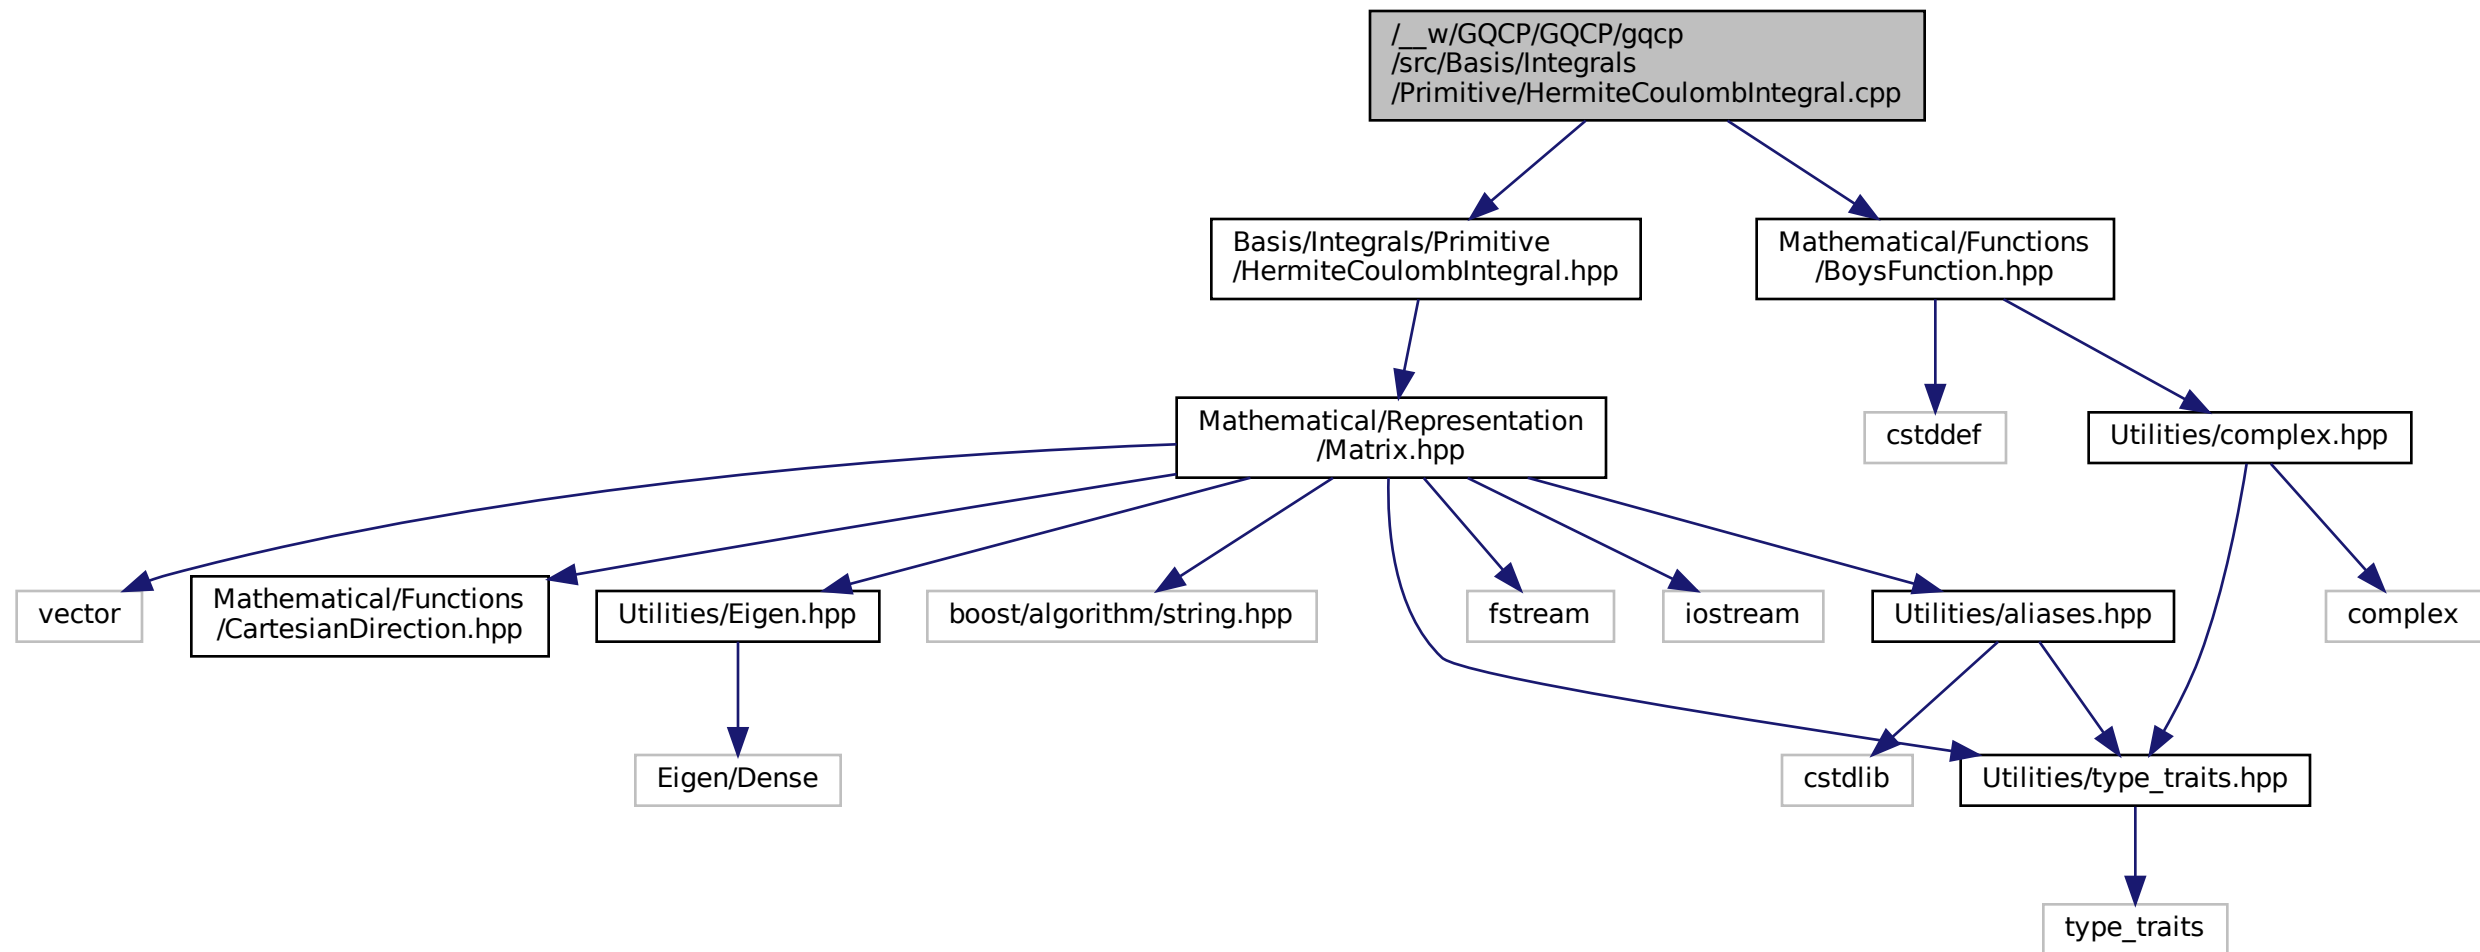 /__w/GQCP/GQCP/gqcp
/src/Basis/Integrals
/Primitive/HermiteCoulombIntegral.cpp
Basis/Integrals/Primitive
/HermiteCoulombIntegral.hpp
Mathematical/Functions
/BoysFunction.hpp
Mathematical/Representation
/Matrix.hpp
cstddef
Utilities/complex.hpp
vector
Mathematical/Functions
/CartesianDirection.hpp
Utilities/Eigen.hpp
boost/algorithm/string.hpp
fstream
iostream
Utilities/aliases.hpp
complex
Eigen/Dense
cstdlib
Utilities/type_traits.hpp
type_traits